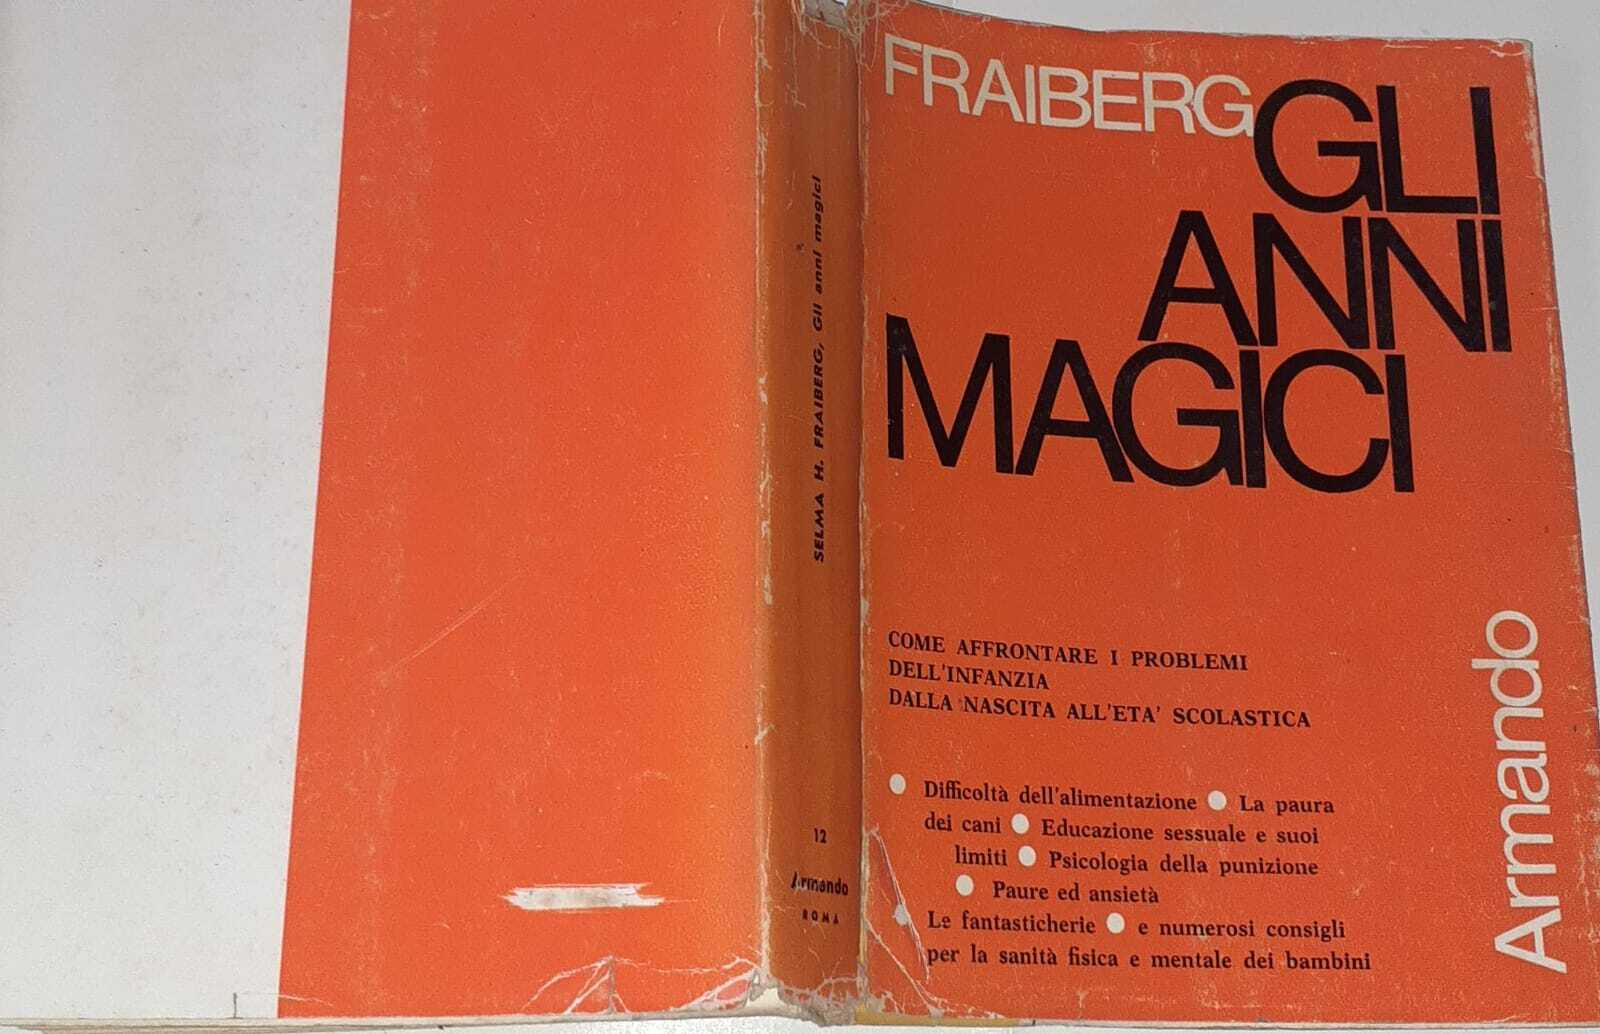 SELMA H. FRAIBERG, Gli anni magici
12
Armando
ROMA
FRAIBERG
GLI
ANNI
MAGICI
COME AFFRONTARE I PROBLEMI
DELL'INFANZIA
DALLA NASCITA ALL'ETA' SCOLASTICA
Difficoltà dell'alimentazione ● La paura
dei cani ● Educazione sessuale e suoi
limiti ● Psicologia della punizione
● Paure ed ansietà
● Le fantasticherie ● e numerosi consigli
per la sanità fisica e mentale dei bambini
Armando